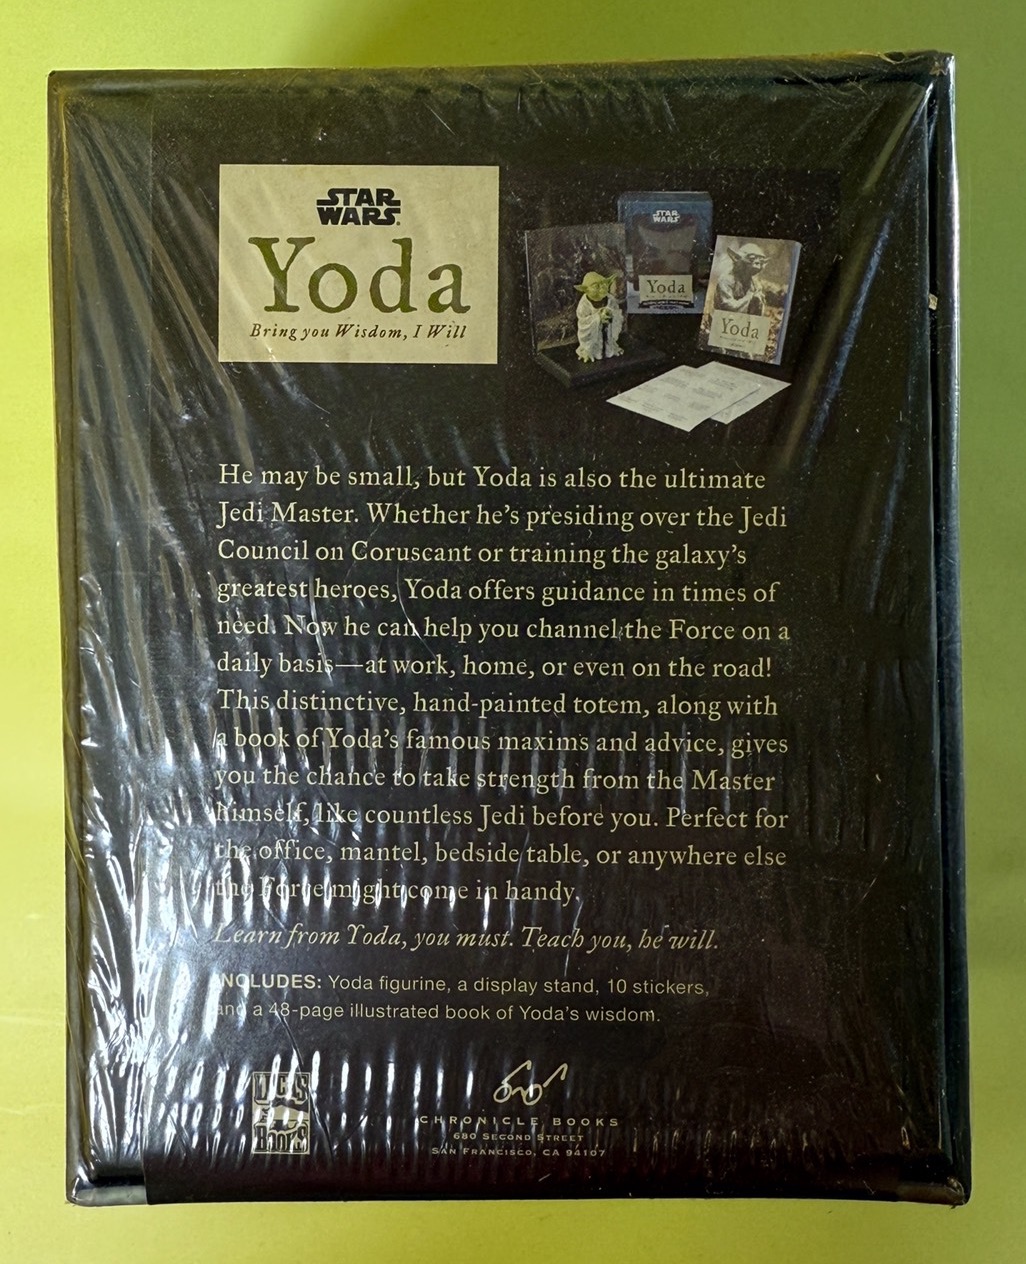 STAR
WARS
Yoda
Bring you Wisdom, I Will
STAR
WARS
Yoda
Yoda
He may be small, but Yoda is also the ultimate
Jedi Master. Whether he's presiding over the Jedi
Council on Coruscant or training the galaxy's
greatest heroes, Yoda offers guidance in times of
need. Now he can help you channel the Force on a
daily basis—at work, home, or even on the road!
This distinctive, hand-painted totem, along with
a book of Yoda's famous maxims and advice, gives
you the chance to take strength from the Master
himself, like countless Jedi before you. Perfect for
the office, mantel, bedside table, or anywhere else
the Force might come in handy.
Learn from Yoda, you must. Teach you, he will.
INCLUDES: Yoda figurine, a display stand, 10 stickers,
and a 48-page illustrated book of Yoda's wisdom.
BOOKS
CHRONICLE BOOKS
680 SECOND STREET
SAN FRANCISCO, CA 94107